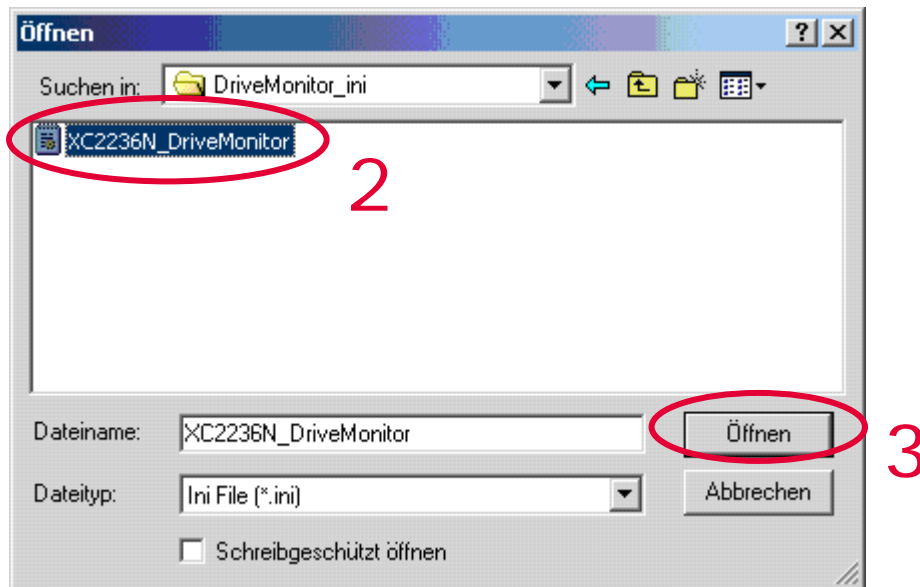 Öffnen
Suchen in: DriveMonitor_ini
XC2236N_DriveMonitor
2
Dateiname: XC2236N_DriveMonitor Öffnen
3
Dateityp: Ini File (*.ini) Abbrechen
Schreibgeschützt öffnen